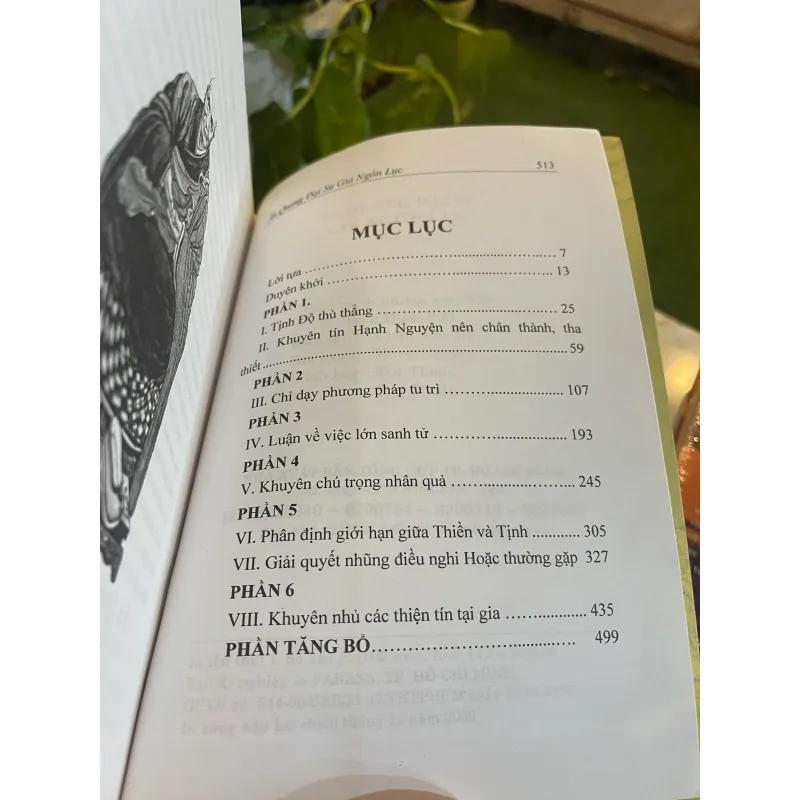 Ấn Quang Đại Sư Gia Ngôn Lục 513
MỤC LỤC
Lời tựa ................................................ 7
Duyên khởi ........................................ 13
PHẦN 1.
I. Tịnh Độ thù thắng ................................ 25
II. Khuyên tín Hạnh Nguyện nên chân thành, tha
thiết ................................................ 59
PHẦN 2
III. Chỉ dạy phương pháp tu trì ........................ 107
PHẦN 3
IV. Luận về việc lớn sanh tử ........................ 193
PHẦN 4
V. Khuyên chú trọng nhân quả ........................ 245
PHẦN 5
VI. Phân định giới hạn giữa Thiền và Tịnh ............ 305
VII. Giải quyết những điều nghi Hoặc thường gặp 327
PHẦN 6
VIII. Khuyên nhủ các thiện tín tại gia .................. 435
PHẦN TĂNG BỔ................................ 499